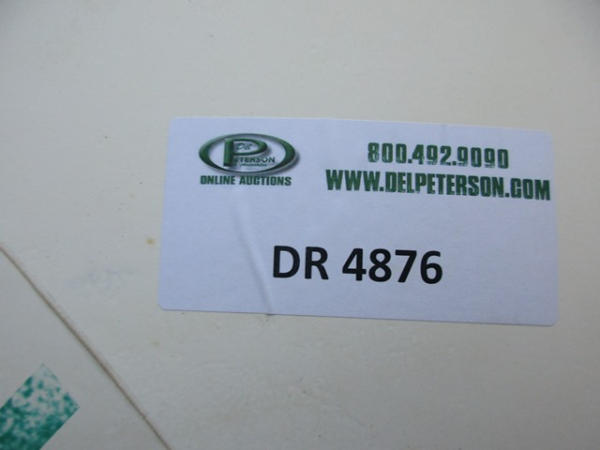 Del
PETERSON
ONLINE AUCTIONS
800.492.9090
WWW.DELPETERSON.COM
DR 4876